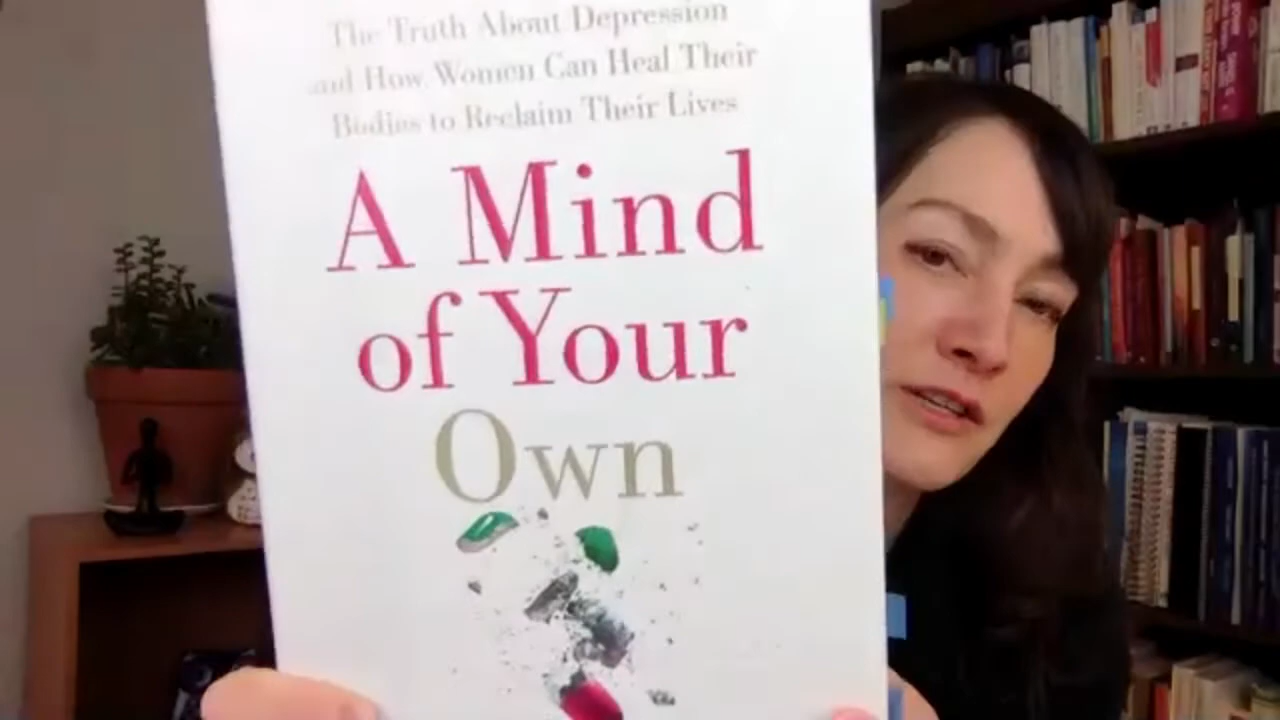 The Truth About Depression
and How Women Can Heal Their
Bodies to Reclaim Their Lives
A Mind
of Your
Own